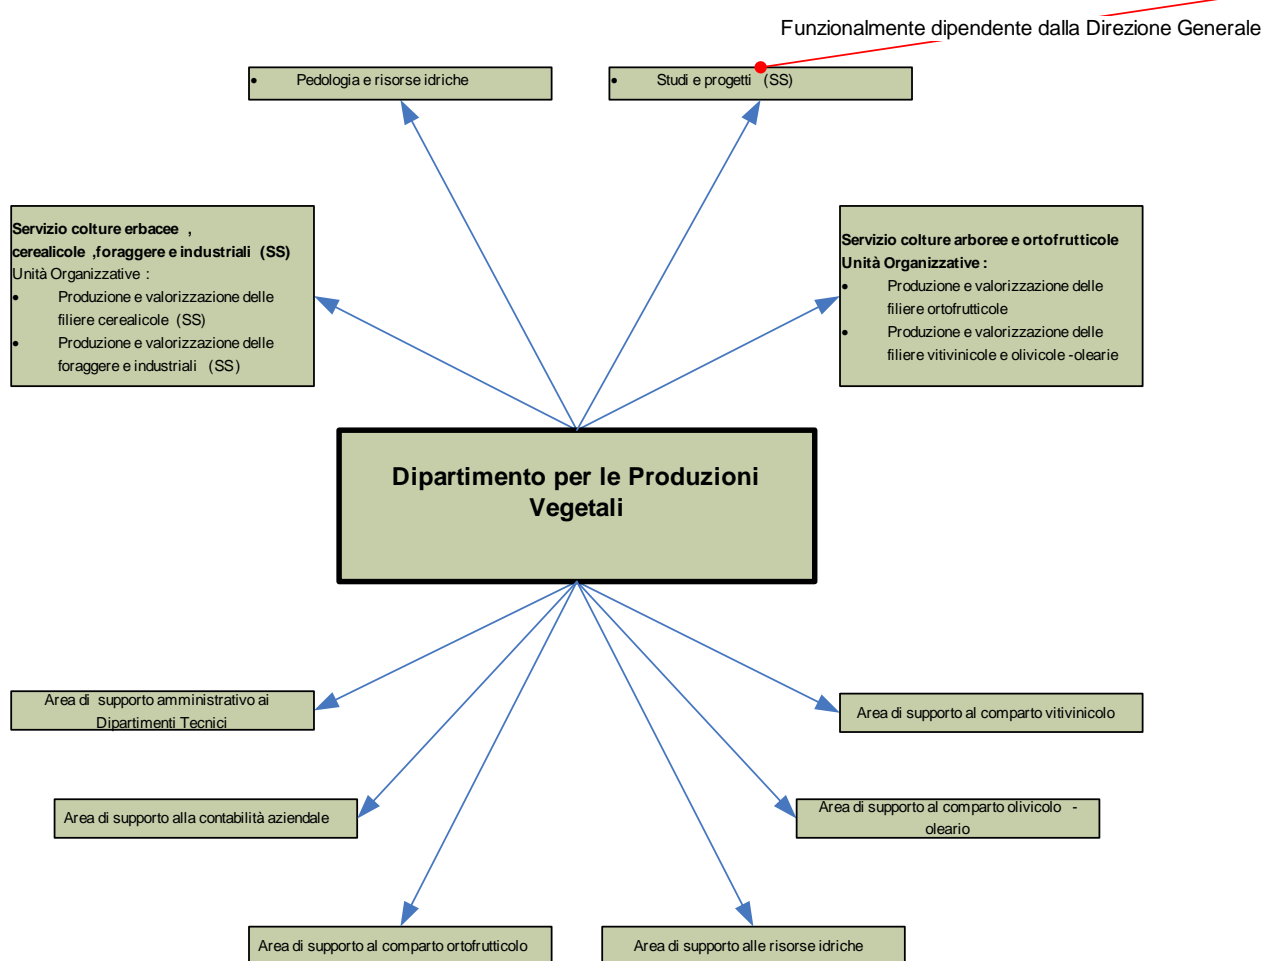 Funzionalmente dipendente dalla Direzione Generale
• Pedologia e risorse idriche
• Studi e progetti (SS)
Servizio colture erbacee ,
cerealicole ,foraggere e industriali (SS)
Unità Organizzative :
• Produzione e valorizzazione delle
filiere cerealicole (SS)
• Produzione e valorizzazione delle
foraggere e industriali (SS)
Servizio colture arboree e ortofrutticole
Unità Organizzative :
• Produzione e valorizzazione delle
filiere ortofrutticole
• Produzione e valorizzazione delle
filiere vitivinicole e olivicole -olearie
Dipartimento per le Produzioni
Vegetali
Area di supporto amministrativo ai
Dipartimenti Tecnici
Area di supporto al comparto vitivinicolo
Area di supporto alla contabilità aziendale
Area di supporto al comparto olivicolo -
oleario
Area di supporto al comparto ortofrutticolo
Area di supporto alle risorse idriche